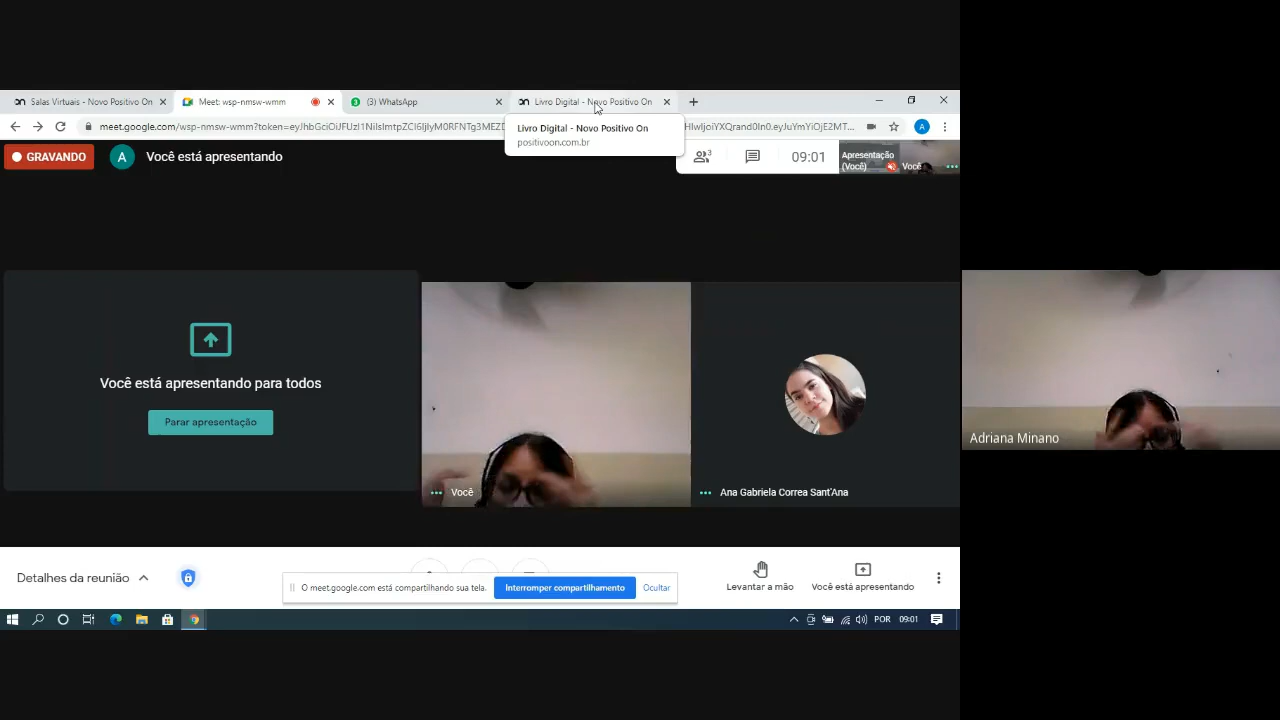 Salas Virtuais - Novo Positivo On
Meet: wsp-nmsw-wmm
(3) WhatsApp
Livro Digital - Novo Positivo On
Livro Digital - Novo Positivo On
positivoon.com.br
GRAVANDO
A
Você está apresentando
3
09:01
Apresentação
(Você)
Você
Você está apresentando para todos
Parar apresentação
Você
Ana Gabriela Correa Sant'Ana
Adriana Minano
Detalhes da reunião
O meet.google.com está compartilhando sua tela.
Interromper compartilhamento
Ocultar
Levantar a mão
Você está apresentando
POR
09:01